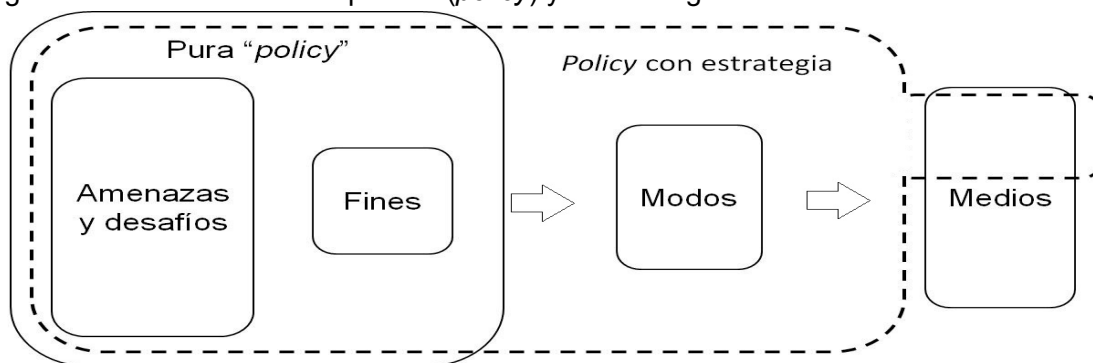 Pura “policy”
Policy con estrategia
Amenazas
y desafíos
Fines
Modos
Medios